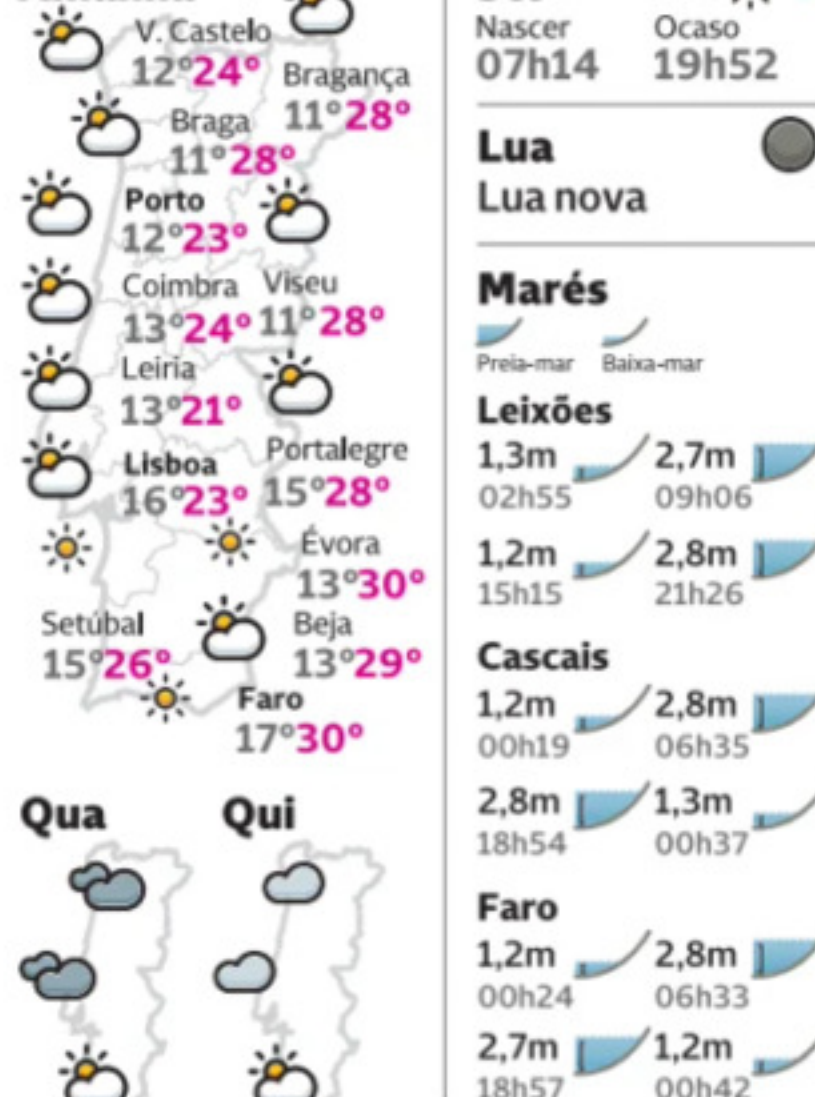 V. Castelo
12° 24°
Bragança
11° 28°
Braga
11° 28°
Porto
12° 23°
Coimbra
13° 24°
Viseu
11° 28°
Leiria
13° 21°
Lisboa
16° 23°
Portalegre
15° 28°
Évora
13° 30°
Setúbal
15° 26°
Beja
13° 29°
Faro
17° 30°
Qua
Qui
Nascer Ocaso
07h14 19h52
Lua
Lua nova
Marés
Preia-mar Baixa-mar
Leixões
1,3m 2,7m
02h55 09h06
1,2m 2,8m
15h15 21h26
Cascais
1,2m 2,8m
00h19 06h35
2,8m 1,3m
18h54 00h37
Faro
1,2m 2,8m
00h24 06h33
2,7m 1,2m
18h57 00h42